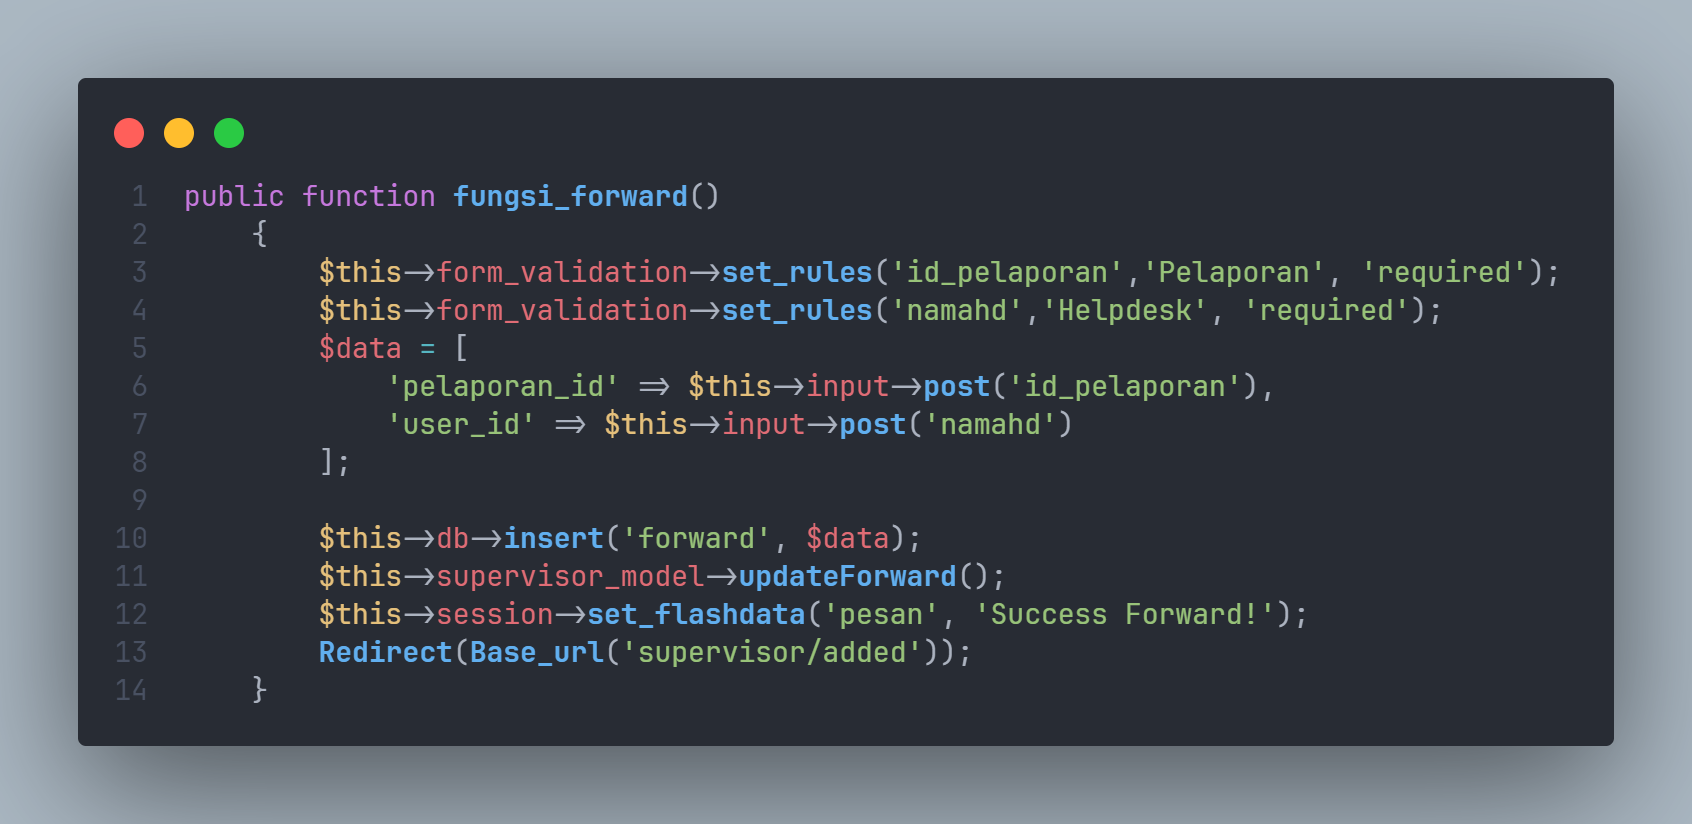 1 public function fungsi_forward()
2     {
3         $this->form_validation->set_rules('id_pelaporan','Pelaporan', 'required');
4         $this->form_validation->set_rules('namahd','Helpdesk', 'required');
5         $data = [
6             'pelaporan_id' => $this->input->post('id_pelaporan'),
7             'user_id' => $this->input->post('namahd')
8         ];
9
10         $this->db->insert('forward', $data);
11         $this->supervisor_model->updateForward();
12         $this->session->set_flashdata('pesan', 'Success Forward!');
13         Redirect(Base_url('supervisor/added'));
14     }